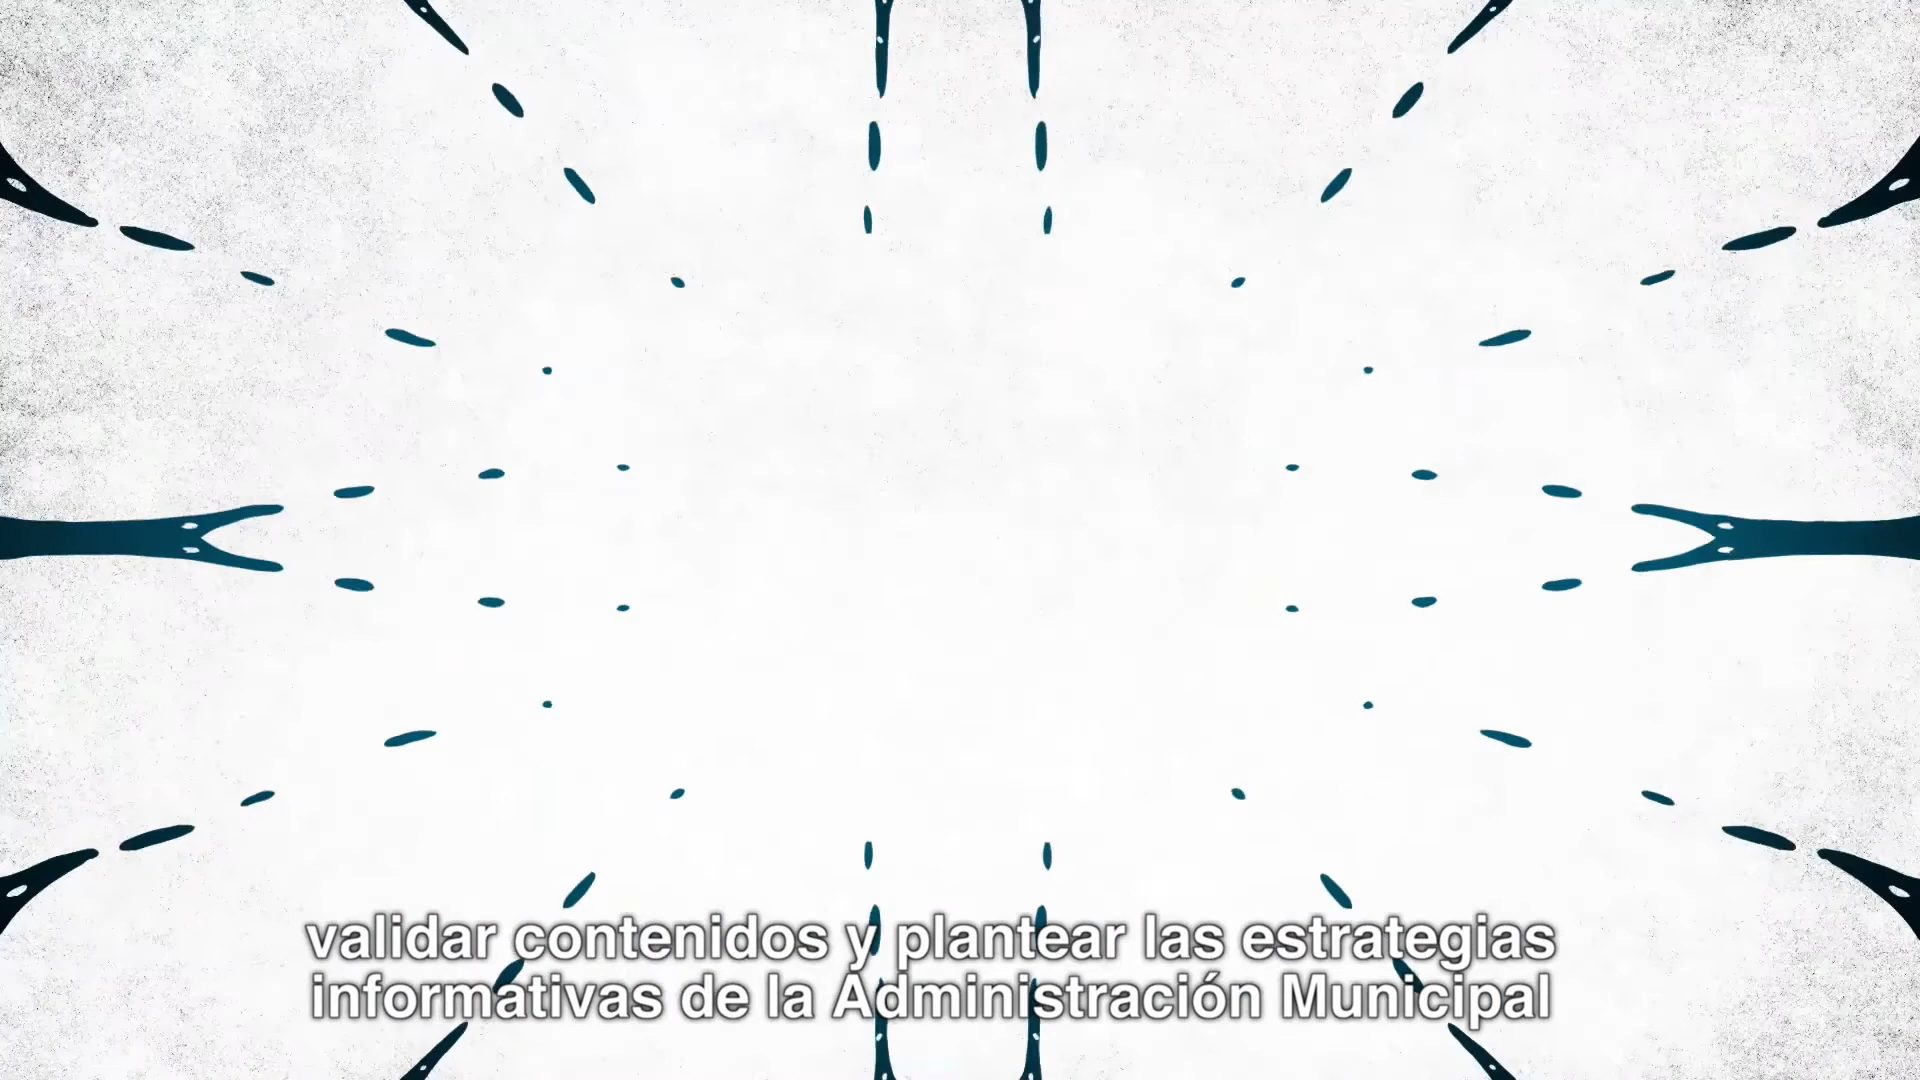 validar contenidos y plantear las estrategias
informativas de la Administración Municipal